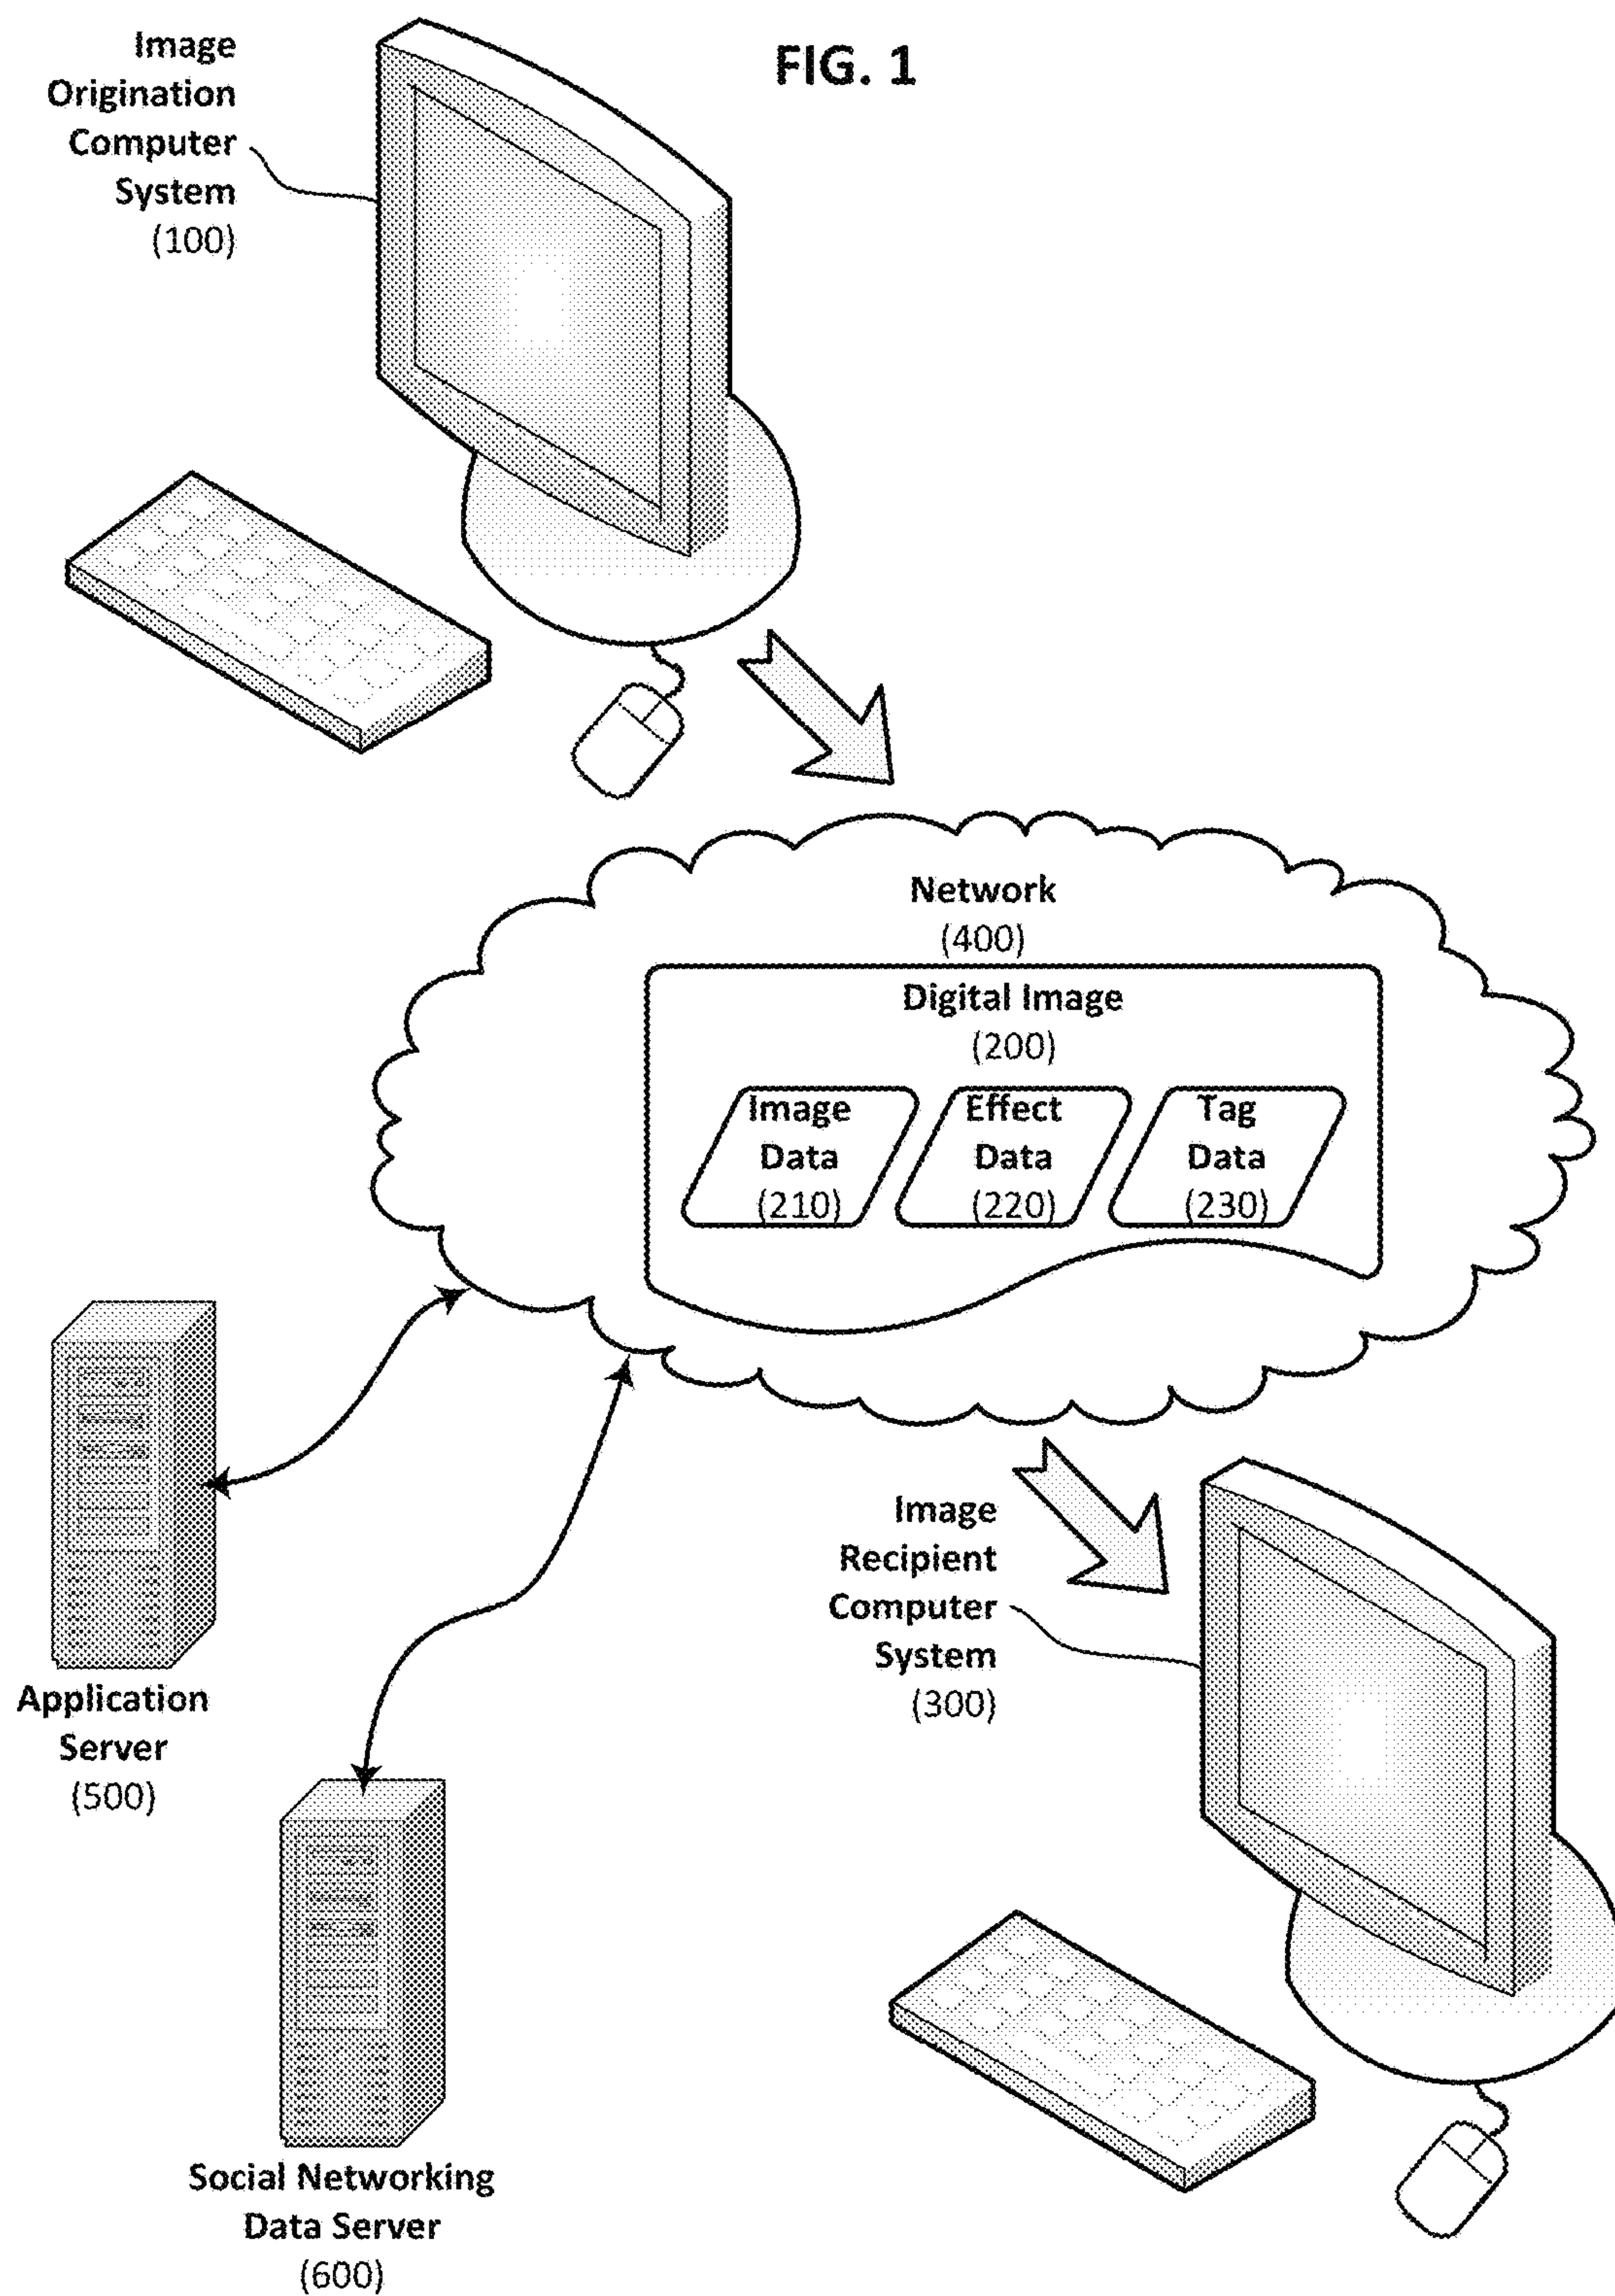 FIG. 1
Image
Origination
Computer
System
(100)
Network
(400)
Digital Image
(200)
Image
Data
(210)
Effect
Data
(220)
Tag
Data
(230)
Application
Server
(500)
Image
Recipient
Computer
System
(300)
Social Networking
Data Server
(600)